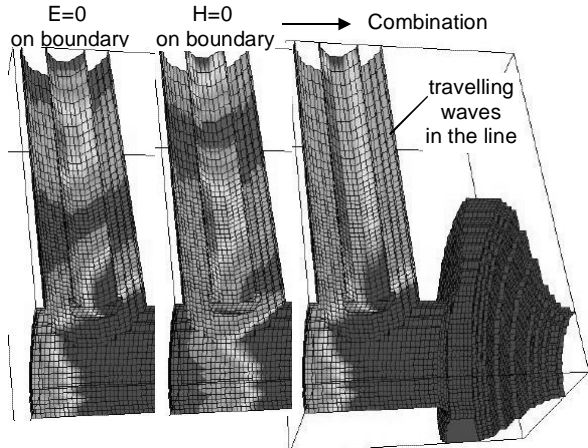 E=0
on boundary
H=0
on boundary
Combination
travelling
waves
in the line